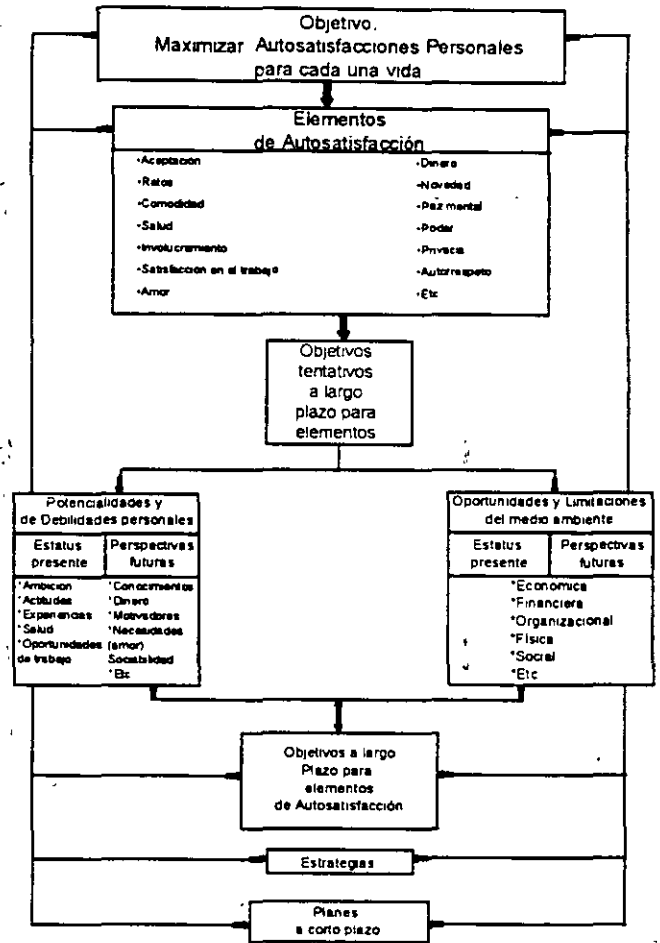 Objetivo.
Maximizar Autosatisfacciones Personales
para cada una vida
Elementos
de Autosatisfacción
•Aceptación
•Ratos
•Comodidad
•Salud
•Involucramiento
•Satisfacción en el trabajo
•Amor
•Dinero
•Novedad
•Paz mental
•Poder
•Privacia
•Autorrespeto
•Etc
Objetivos
tentativos
a largo
plazo para
elementos
Potencialidades y
de Debilidades personales
Estatus
presente
Perspectivas
futuras
*Ambicion
*Actitudes
*Experiencias
*Salud
*Oportunidades
de trabajo
*Conocimientos
*Dinero
*Motivadores
*Necesidades
(amor)
Sociabilidad
*Etc
Oportunidades y Limitaciones
del medio ambiente
Estatus
presente
Perspectivas
futuras
*Economica
*Financiera
*Organizacional
*Física
*Social
*Etc
Objetivos a largo
Plazo para
elementos
de Autosatisfacción
Estrategias
Planes
a corto plazo